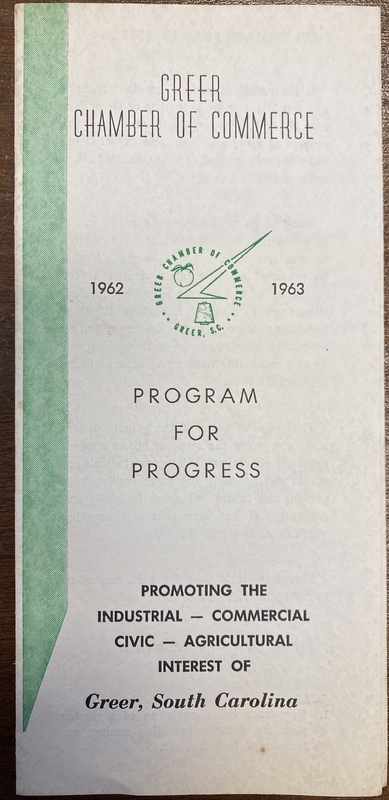 GREER
CHAMBER OF COMMERCE
GREER CHAMBER OF COMMERCE
GREER, S.C.
1962
1963
PROGRAM
FOR
PROGRESS
PROMOTING THE
INDUSTRIAL — COMMERCIAL
CIVIC — AGRICULTURAL
INTEREST OF
Greer, South Carolina